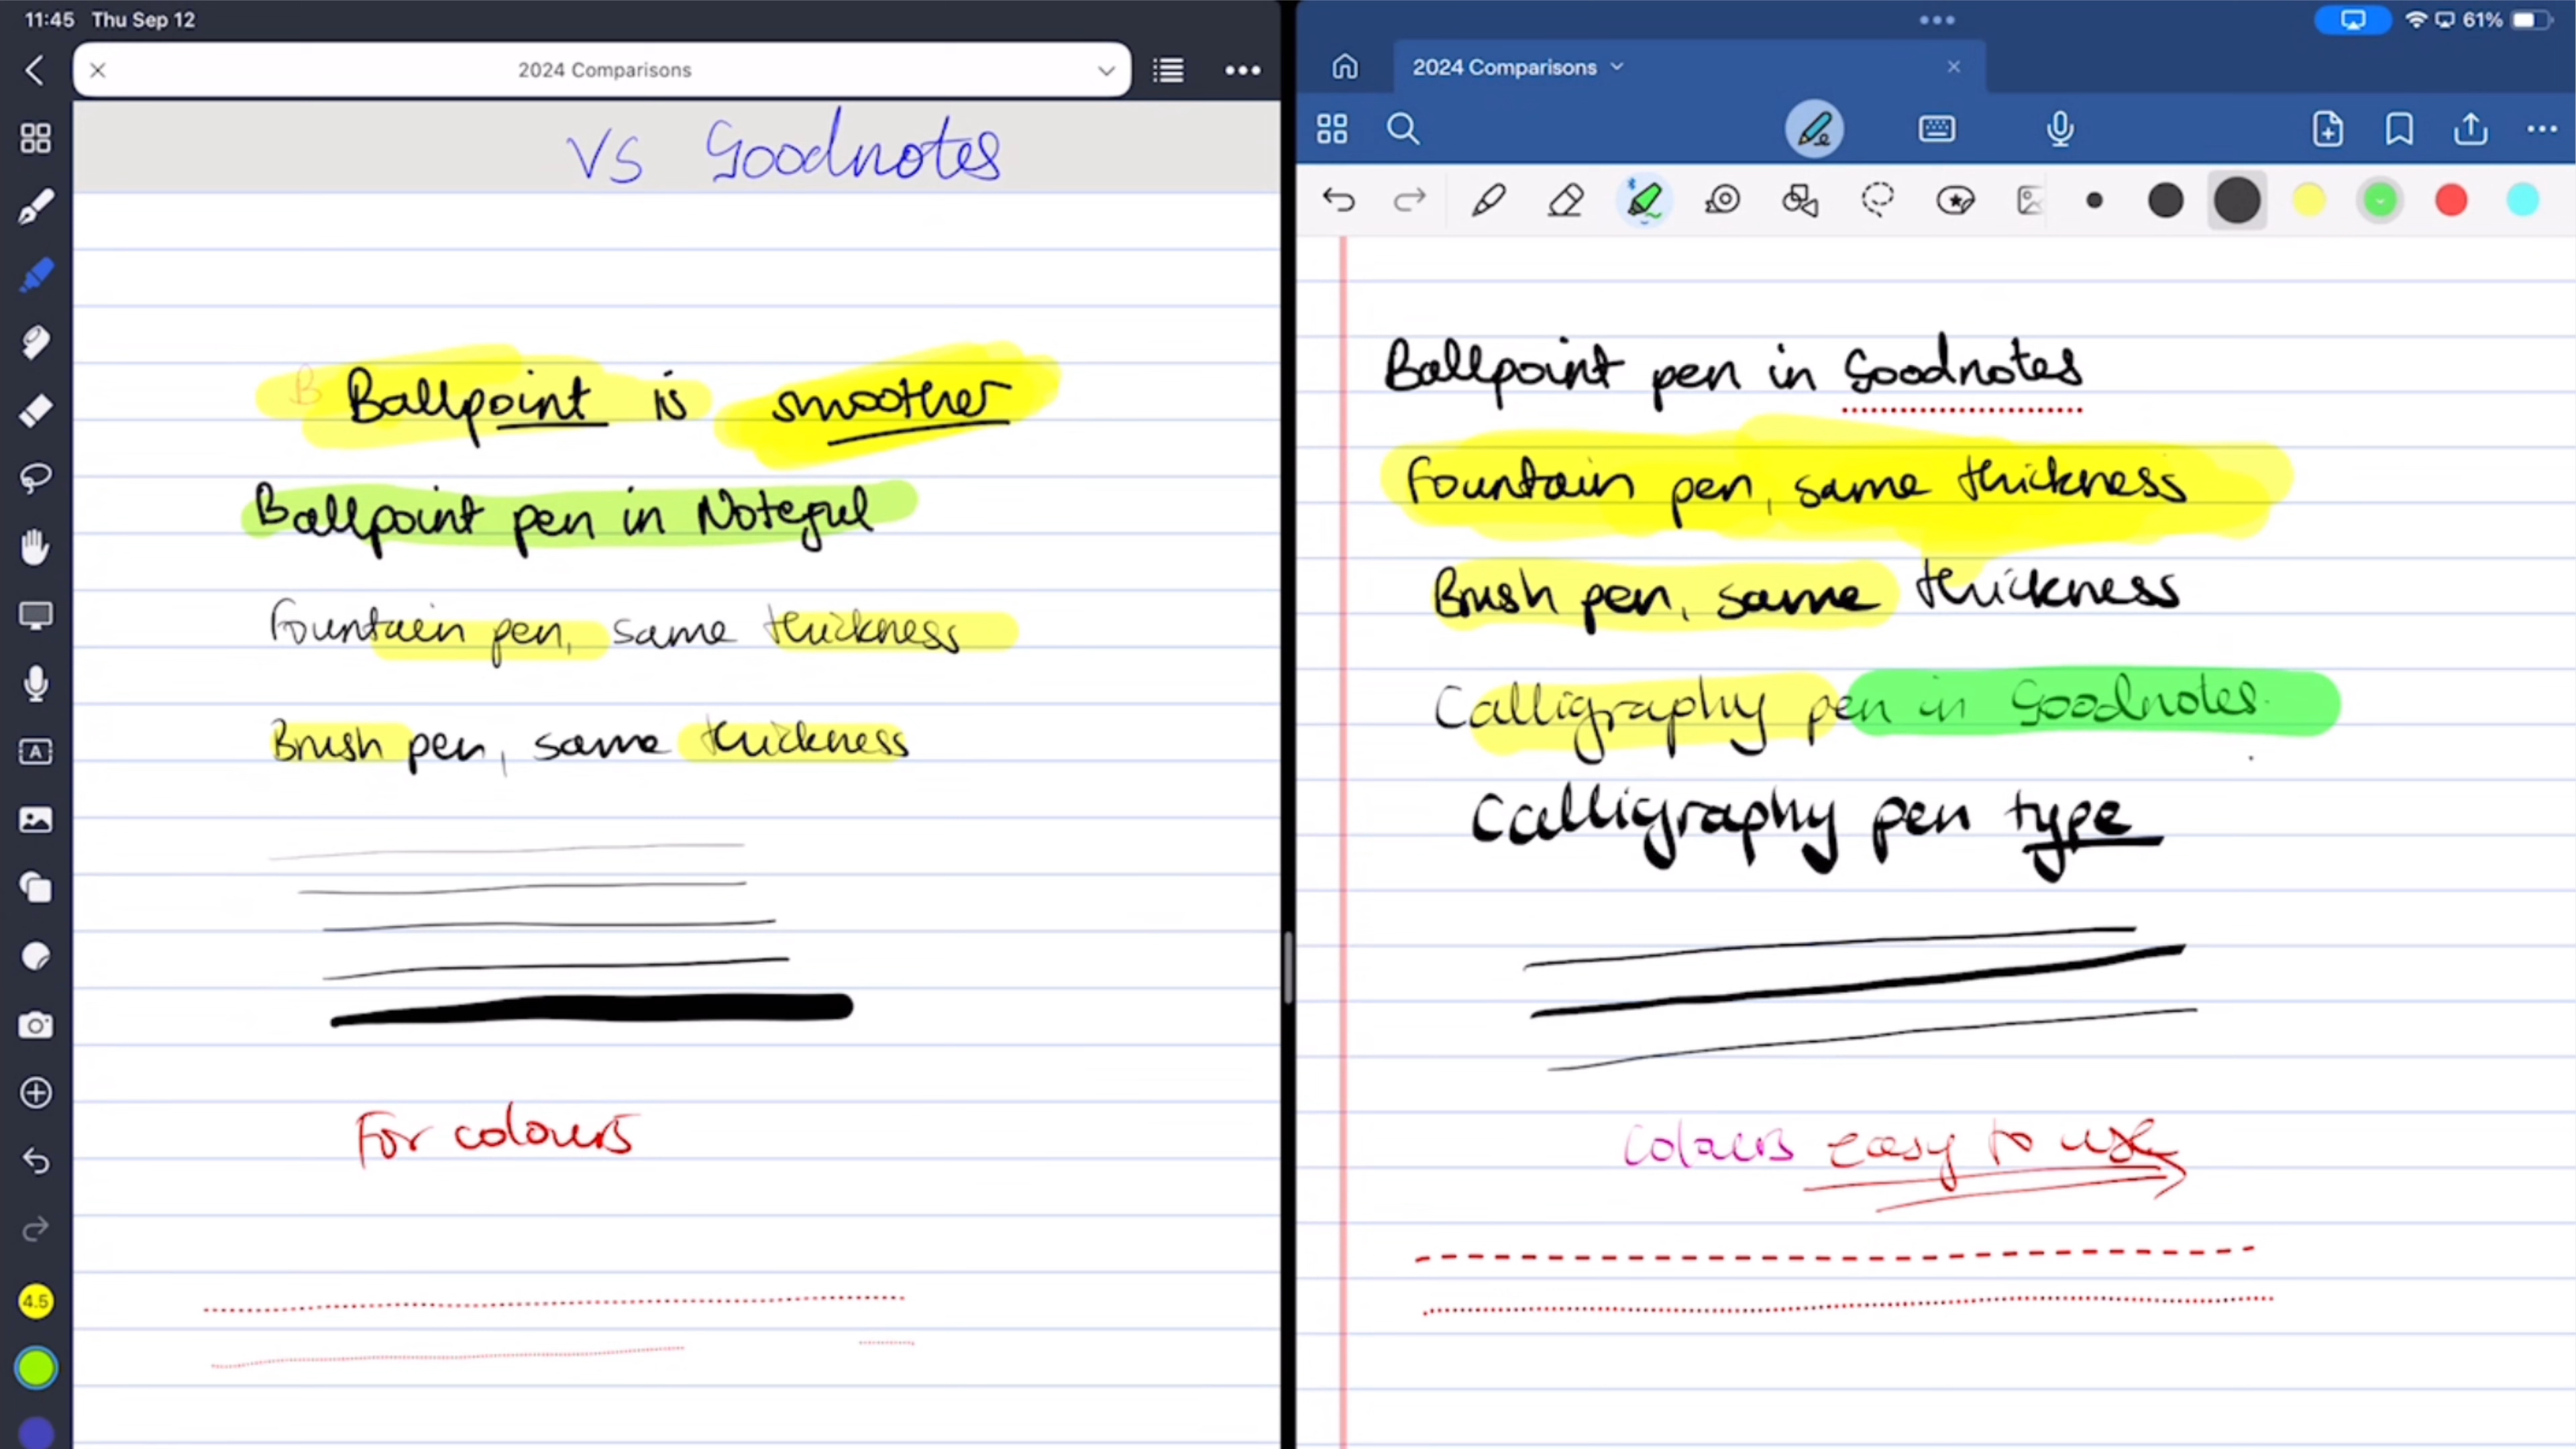 11:45 Thu Sep 12
2024 Comparisons
vs Goodnotes
B Ballpoint is smoother
Ballpoint pen in Noteful
Fountain pen, same thickness
Brush pen, same thickness
For colours
4.5
61%
2024 Comparisons
Ballpoint pen in Goodnotes
Fountain pen, same thickness
Brush pen, same thickness
Calligraphy pen in Goodnotes.
Calligraphy pen type
Colours easy to use